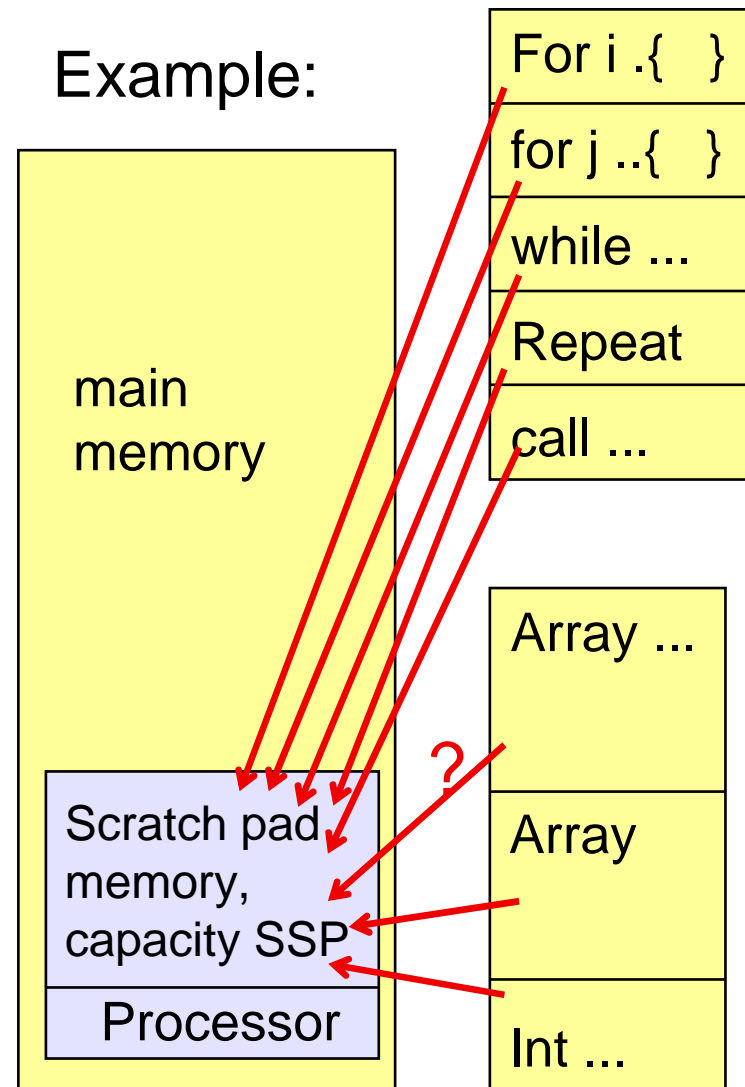 Example:
main
memory
Scratch pad
memory,
capacity SSP
Processor
For i .{ }
for j ..{ }
while ...
Repeat
call ...
?
Array ...
Array
Int ...